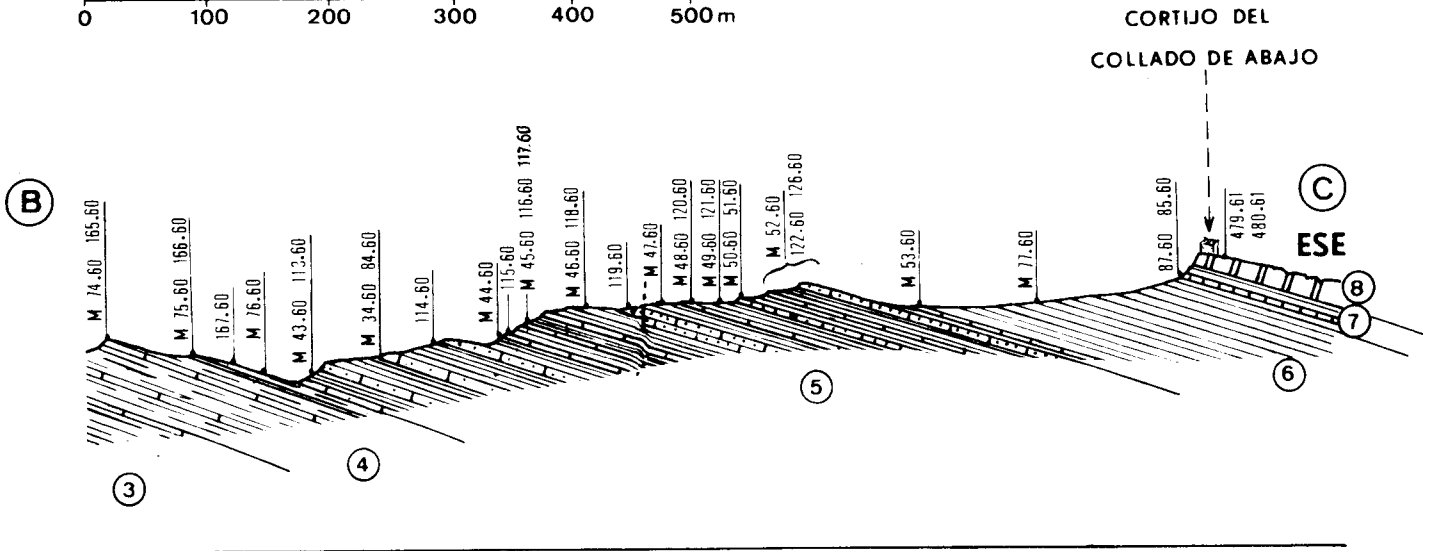 0 100 200 300 400 500 m
CORTIJO DEL
COLLADO DE ABAJO
B
M 74.60 165.60
M 75.60 166.60
167.60
M 76.60
M 43.60 113.60
M 34.60 84.60
114.60
M 44.60
115.60
M 45.60 116.60 117.60
M 46.60 118.60
119.60
M 47.60
M 48.60 120.60
M 49.60 121.60
M 50.60 51.60
M 52.60
122.60 126.60
M 53.60
M 77.60
87.60 85.60
479.61
480.61
C
ESE
8
7
6
5
4
3